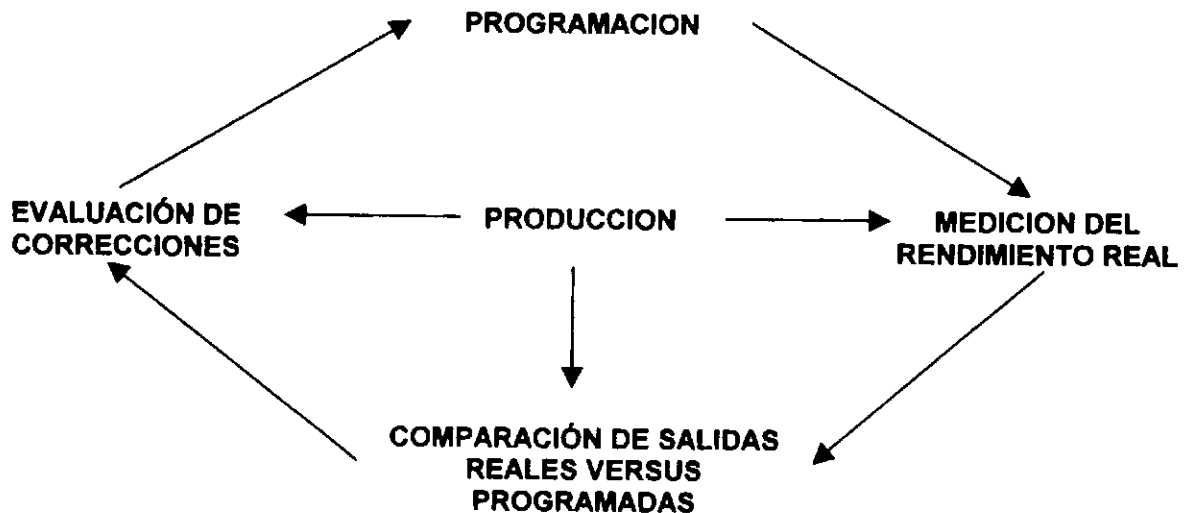 PROGRAMACION
EVALUACIÓN DE
CORRECCIONES
PRODUCCION
MEDICION DEL
RENDIMIENTO REAL
COMPARACIÓN DE SALIDAS
REALES VERSUS
PROGRAMADAS